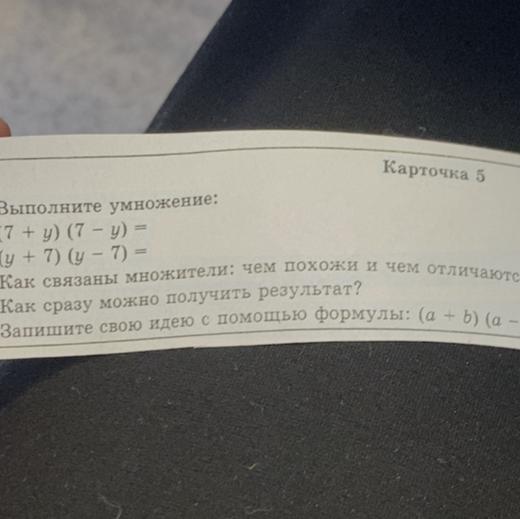 Карточка 5
Выполните умножение:
(7 + y) (7 − y) =
(y + 7) (y − 7) =
Как связаны множители: чем похожи и чем отличаютс
Как сразу можно получить результат?
Запишите свою идею с помощью формулы: (a + b) (a −